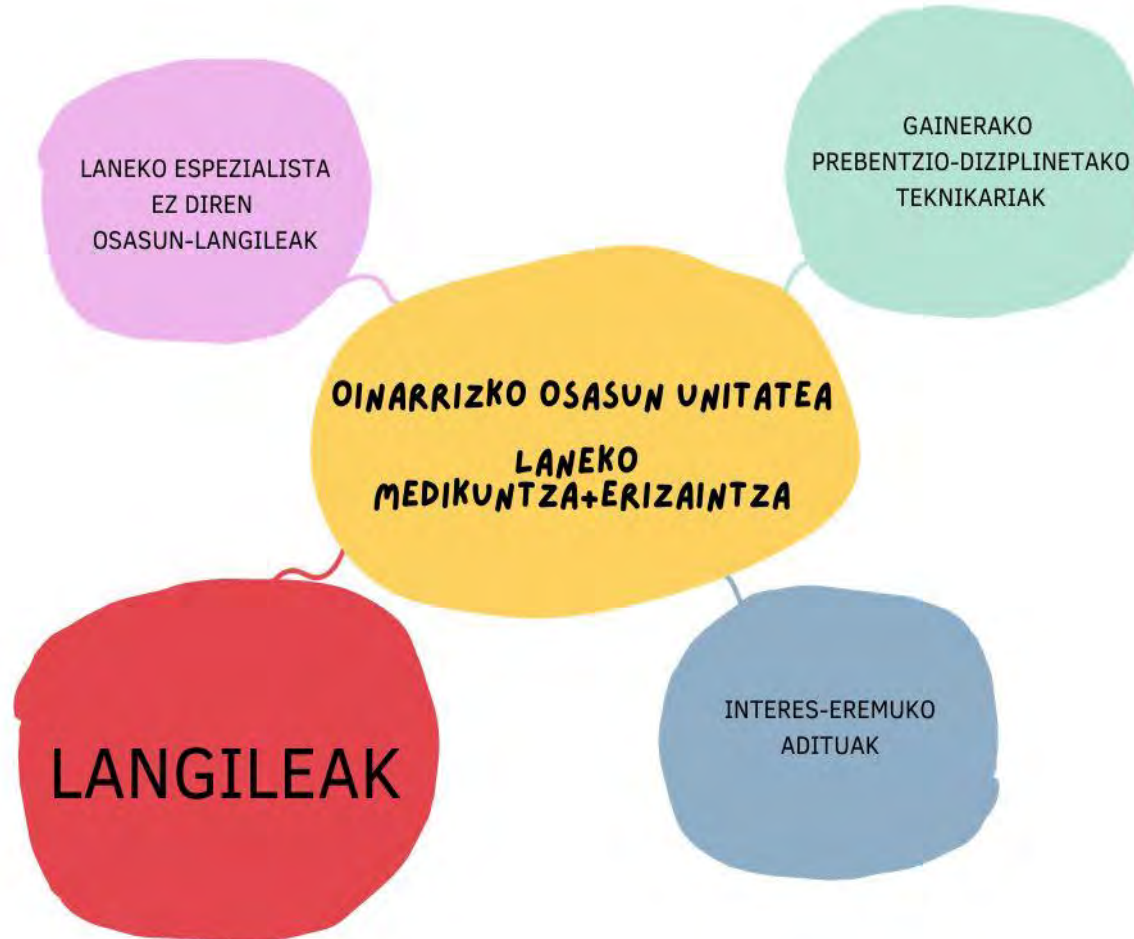 LANEKO ESPEZIALISTA
EZ DIREN
OSASUN-LANGILEAK
GAINERAKO
PREBENTZIO-DIZIPLINETAKO
TEKNIKARIAK
OINARRIZKO OSASUN UNITATEA
LANEKO
MEDIKUNTZA+ERIZAINTZA
LANGILEAK
INTERES-EREMUKO
ADITUAK